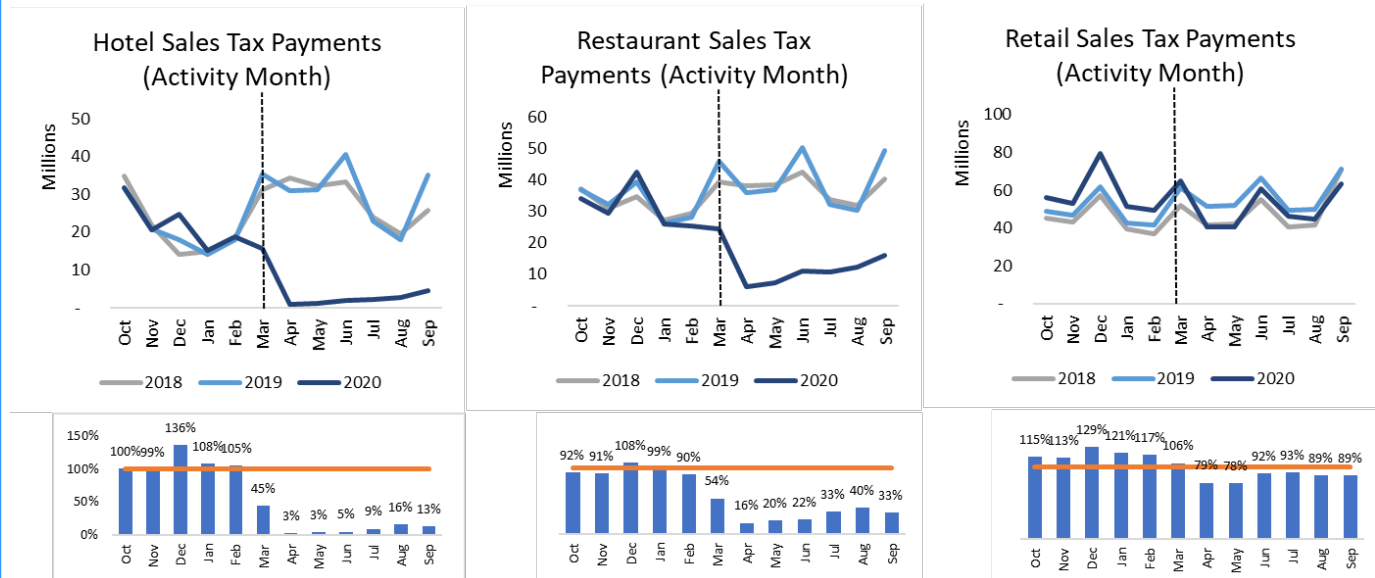 Hotel Sales Tax Payments
(Activity Month)
Millions
50
40
30
20
10
-
Oct Nov Dec Jan Feb Mar Apr May Jun Jul Aug Sep
2018 2019 2020
Restaurant Sales Tax
Payments (Activity Month)
Millions
60
50
40
30
20
10
-
Oct Nov Dec Jan Feb Mar Apr May Jun Jul Aug Sep
2018 2019 2020
Retail Sales Tax Payments
(Activity Month)
Millions
100
80
60
40
20
-
Oct Nov Dec Jan Feb Mar Apr May Jun Jul Aug Sep
2018 2019 2020
150%
100%
50%
0%
100% 99% 136% 108% 105% 45% 3% 3% 5% 9% 16% 13%
Oct Nov Dec Jan Feb Mar Apr May Jun Jul Aug Sep
92% 91% 108% 99% 90% 54% 16% 20% 22% 33% 40% 33%
Oct Nov Dec Jan Feb Mar Apr May Jun Jul Aug Sep
115% 113% 129% 121% 117% 106% 79% 78% 92% 93% 89% 89%
Oct Nov Dec Jan Feb Mar Apr May Jun Jul Aug Sep